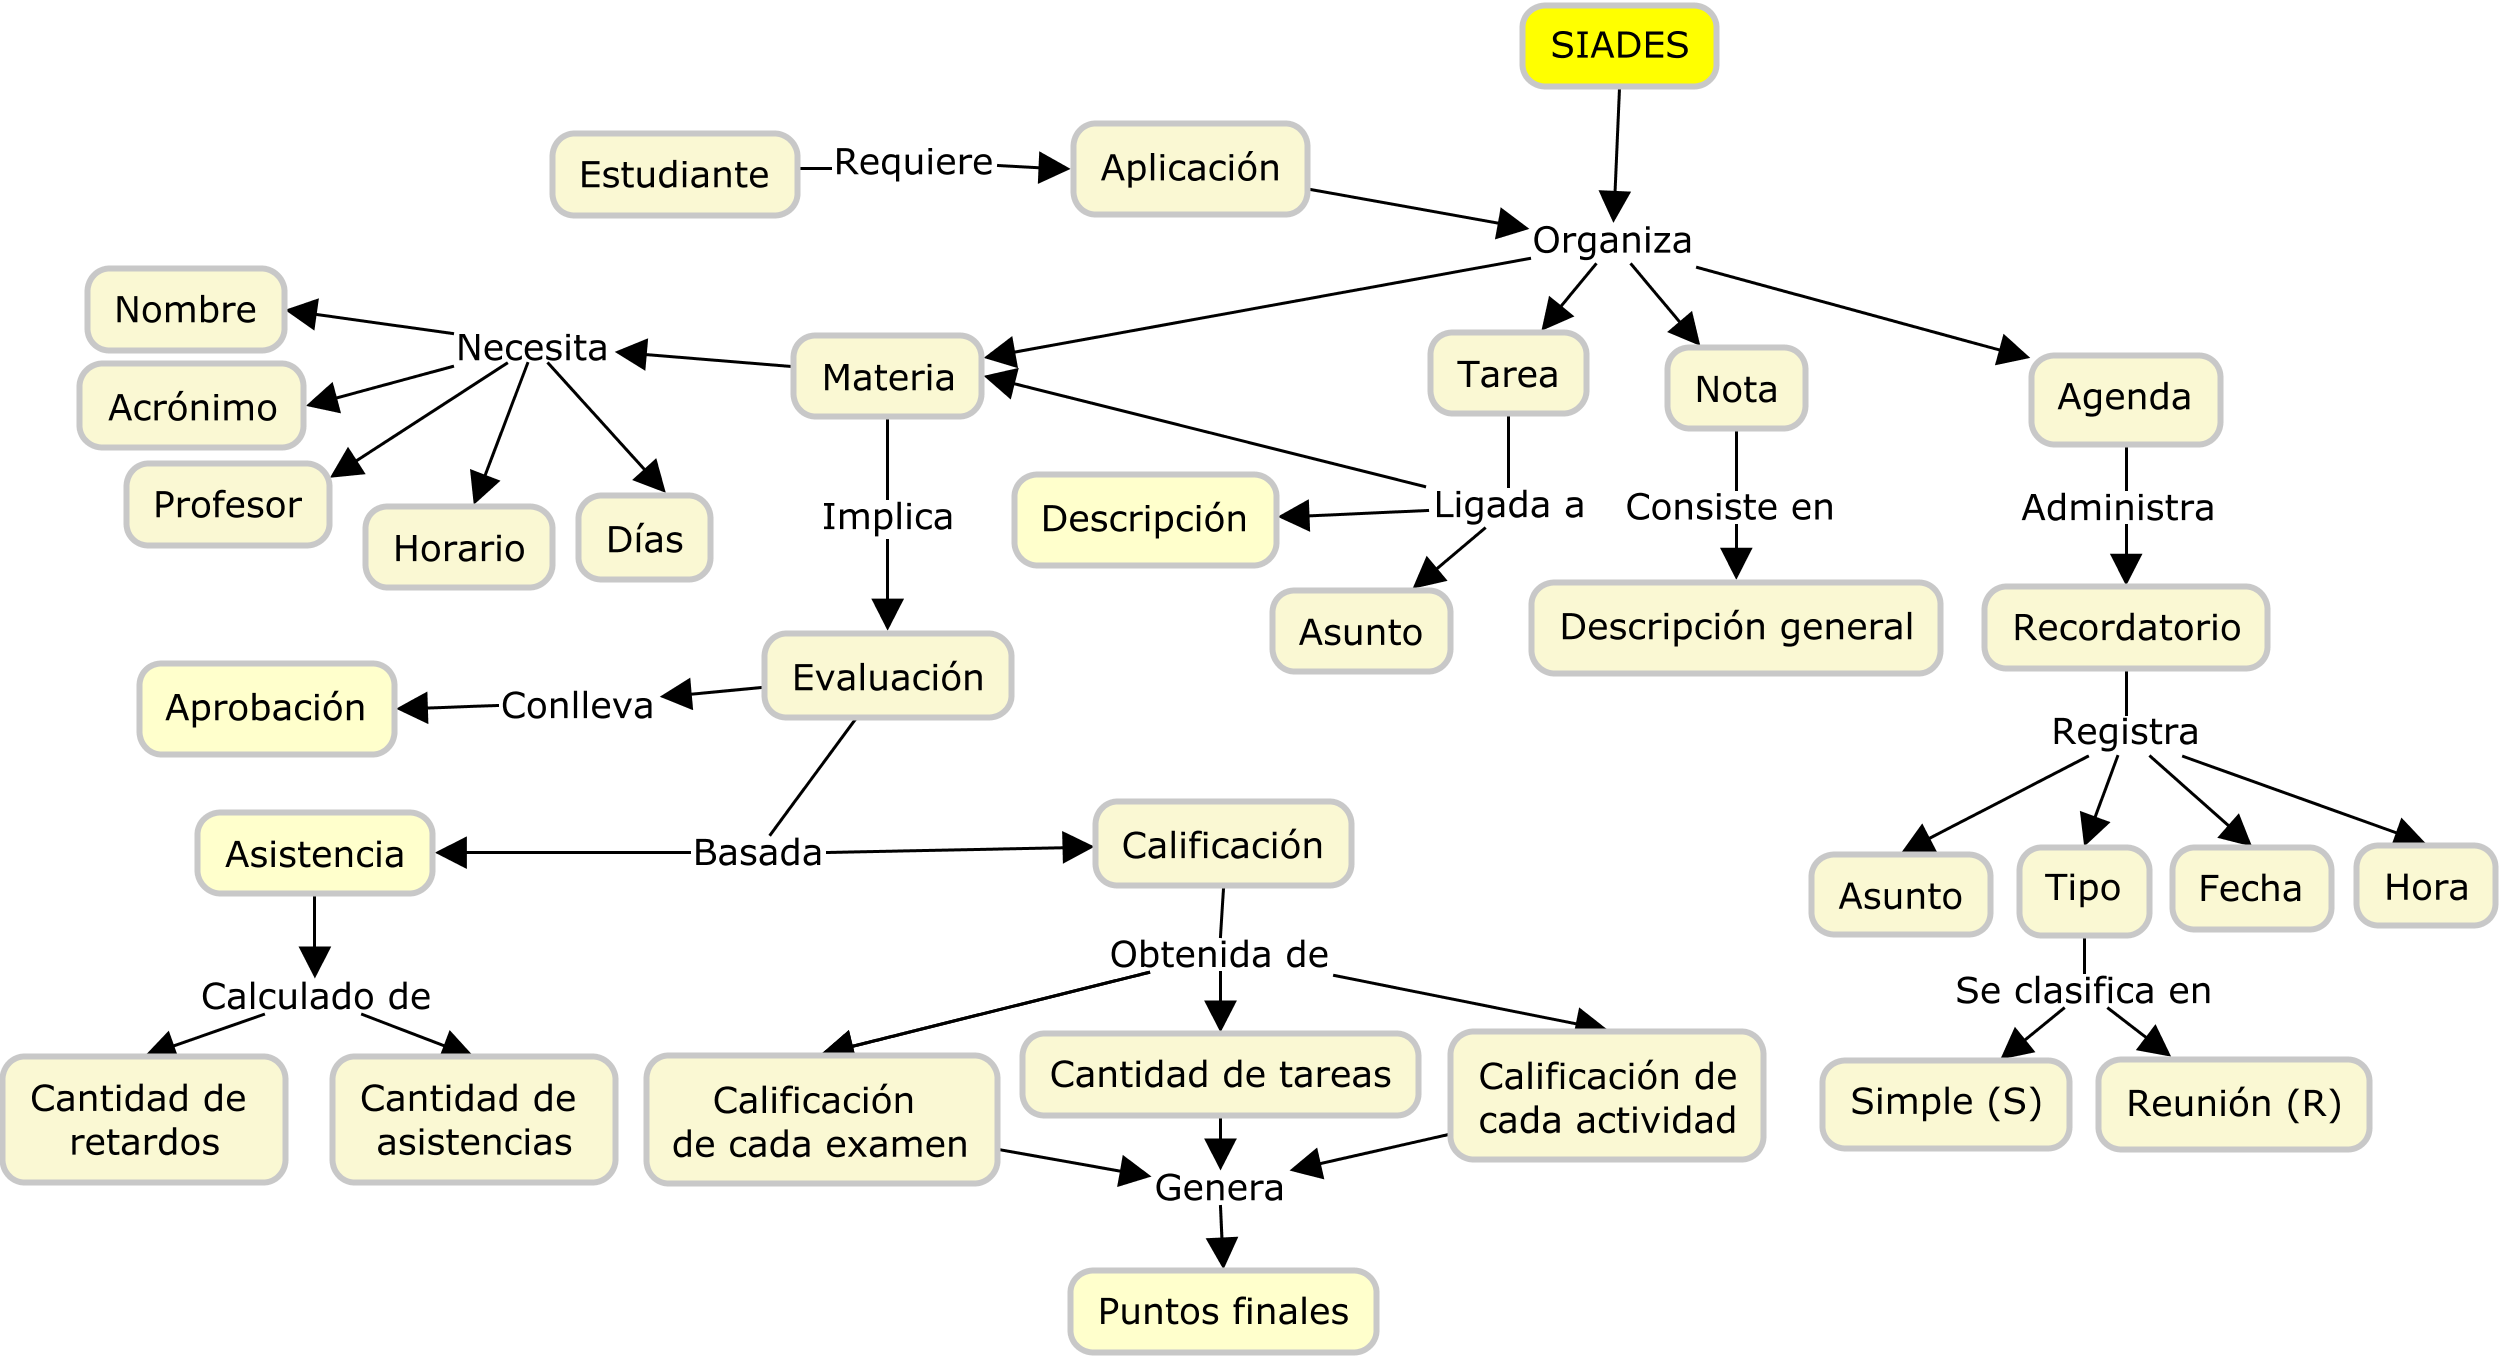 SIADES
Estudiante
Requiere
Aplicación
Organiza
Nombre
Necesita
Materia
Tarea
Nota
Agenda
Acrónimo
Profesor
Horario
Días
Implica
Descripción
Ligada a
Consiste en
Administra
Asunto
Descripción general
Recordatorio
Aprobación
Conlleva
Evaluación
Registra
Asistencia
Basada
Calificación
Asunto
Tipo
Fecha
Hora
Calculado de
Obtenida de
Se clasifica en
Cantidad de
retardos
Cantidad de
asistencias
Calificación
de cada examen
Cantidad de tareas
Calificación de
cada actividad
Simple (S)
Reunión (R)
Genera
Puntos finales